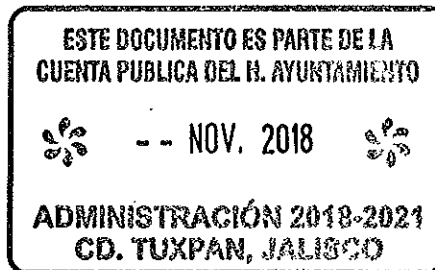 ESTE DOCUMENTO ES PARTE DE LA
CUENTA PUBLICA DEL H. AYUNTAMIENTO
-- NOV. 2018
ADMINISTRACIÓN 2018-2021
CD. TUXPAN, JALISCO